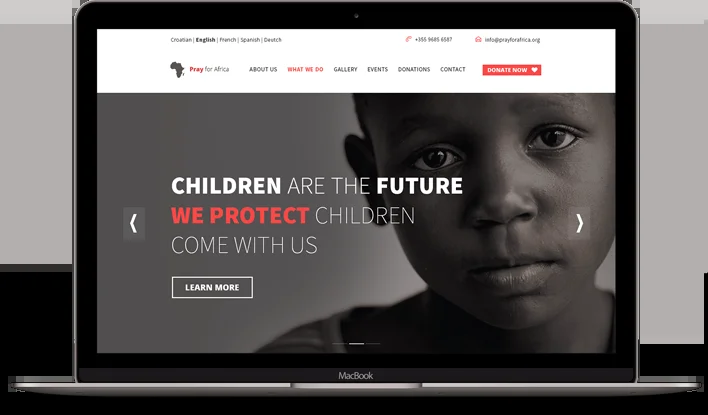 Croatian | English | French | Spanish | Deutch
+355 9685 6587
info@prayforafrica.org
Pray for Africa
ABOUT US
WHAT WE DO
GALLERY
EVENTS
DONATIONS
CONTACT
DONATE NOW
CHILDREN ARE THE FUTURE
WE PROTECT CHILDREN
COME WITH US
LEARN MORE
MacBook